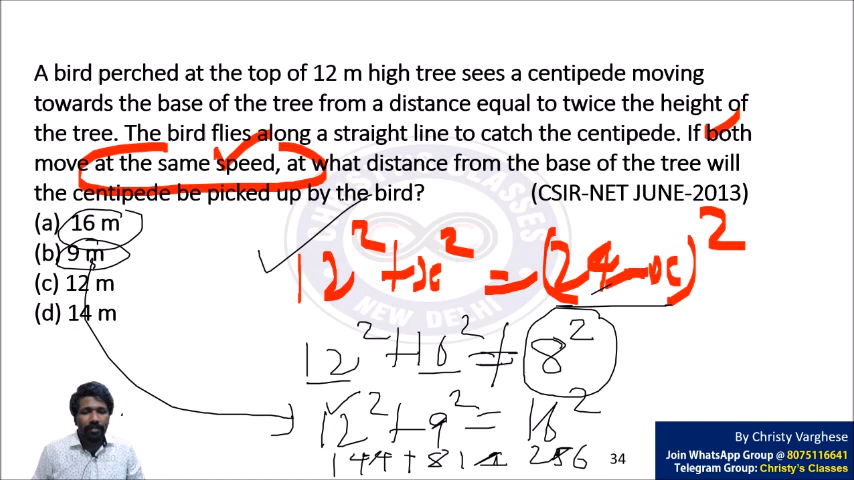 A bird perched at the top of 12 m high tree sees a centipede moving
towards the base of the tree from a distance equal to twice the height of
the tree. The bird flies along a straight line to catch the centipede. If both
move at the same speed, at what distance from the base of the tree will
the centipede be picked up by the bird? (CSIR-NET JUNE-2013)
(a) 16 m
(b) 9 m
(c) 12 m
(d) 14 m
12² + x² = (24-x)²
12² + 16² ≠ 8²
12² + 9² = 16²
144 + 81 = 256
NEW DELHI
34
By Christy Varghese
Join WhatsApp Group @ 8075116641
Telegram Group: Christy's Classes